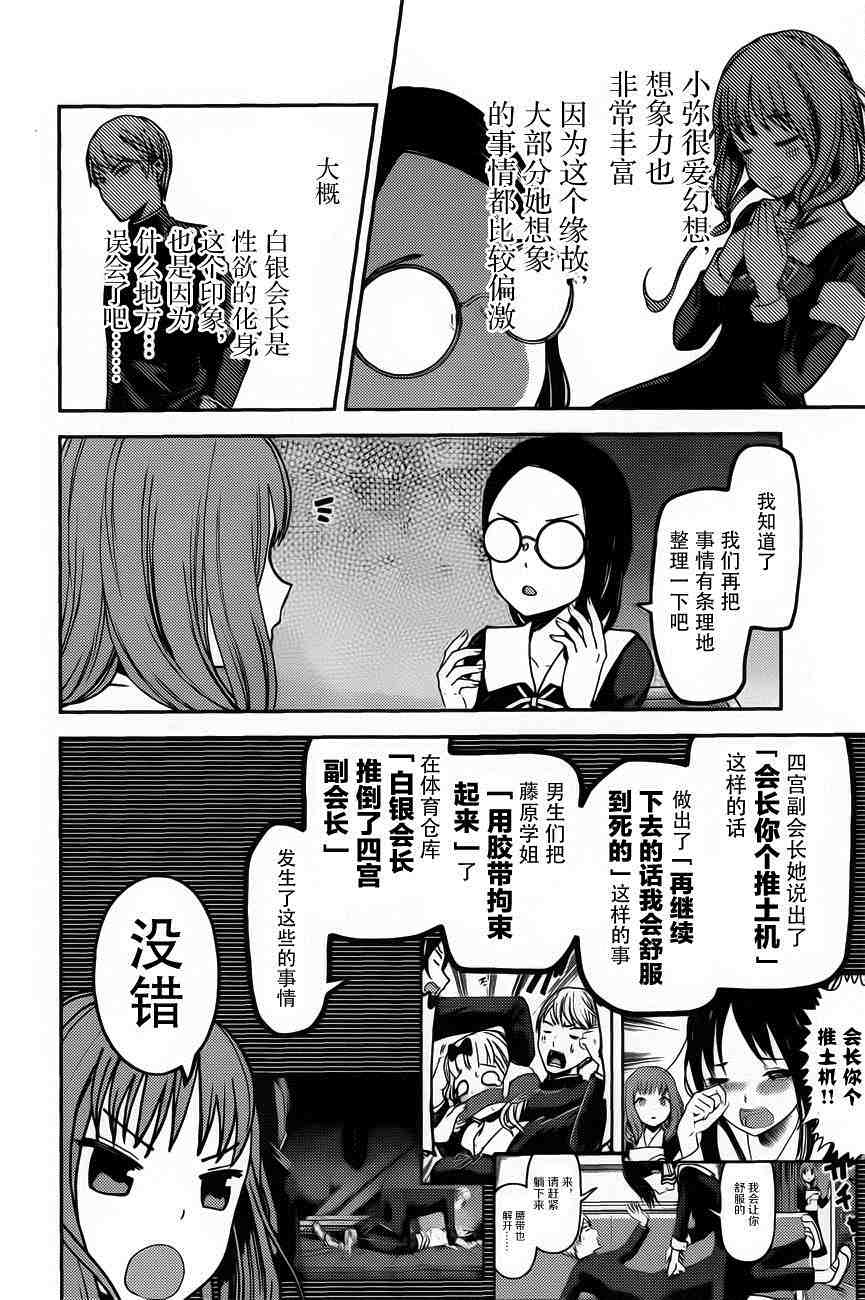 小弥很爱幻想，
想象力也
非常丰富
因为这个缘故，
大部分她想象
的事情都比较偏激
大概
白银会长是
性欲的化身
这个印象，
也是因为
什么地方…
误会了吧……
我知道了
我们再把
事情有条理地
整理一下吧
四宫副会长她说出了
「会长你个推土机」
这样的话
做出了「再继续
下去的话我会舒服
到死的」这样的事
男生们把
藤原学姐
「用胶带拘束
起来」了
在体育仓库
「白银会长
推倒了四宫
副会长」
发生了这些的事情
没错
会长你个
推土机!!
我会让你
舒服的
来，
请赶紧
躺下来
腰带也
解开……